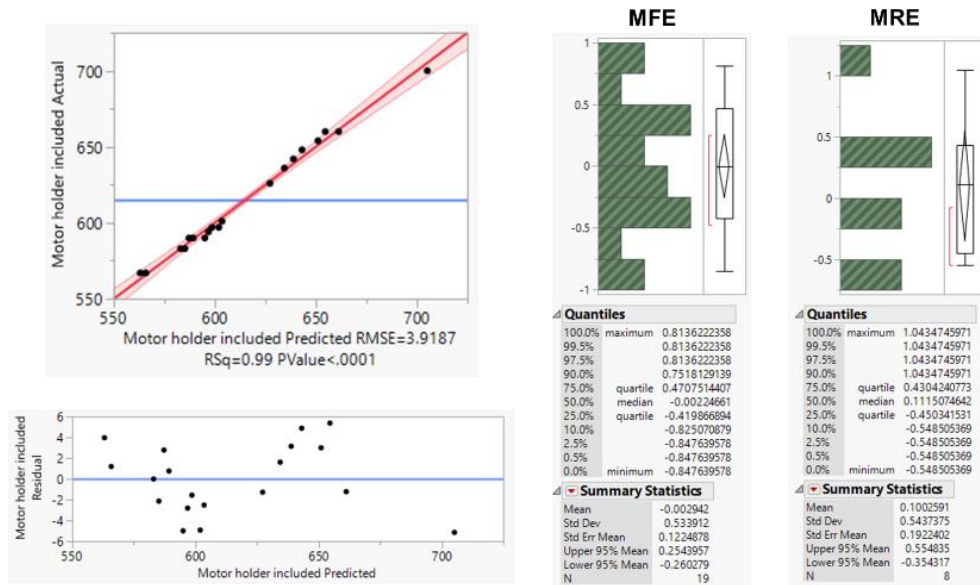 MFE
MRE
Motor holder included Actual
700
650
600
550
550
600
650
700
Motor holder included Predicted RMSE=3.9187
RSq=0.99 PValue<.0001
Motor holder included
Residual
6
4
2
0
-2
-4
-6
550
600
650
700
Motor holder included Predicted
1
0.5
0
-0.5
-1
Quantiles
100.0% maximum 0.8136222358
99.5% 0.8136222358
97.5% 0.8136222358
90.0% 0.7518129139
75.0% quartile 0.4707514407
50.0% median -0.00224661
25.0% quartile -0.419866894
10.0% -0.825070879
2.5% -0.847639578
0.5% -0.847639578
0.0% minimum -0.847639578
Summary Statistics
Mean -0.002942
Std Dev 0.533912
Std Err Mean 0.1224878
Upper 95% Mean 0.2543957
Lower 95% Mean -0.260279
N 19
1
0.5
0
-0.5
Quantiles
100.0% maximum 1.0434745971
99.5% 1.0434745971
97.5% 1.0434745971
90.0% 1.0434745971
75.0% quartile 0.4304240773
50.0% median 0.1115074642
25.0% quartile -0.450341531
10.0% -0.548505369
2.5% -0.548505369
0.5% -0.548505369
0.0% minimum -0.548505369
Summary Statistics
Mean 0.1002591
Std Dev 0.5437375
Std Err Mean 0.1922402
Upper 95% Mean 0.554835
Lower 95% Mean -0.354317
N 8